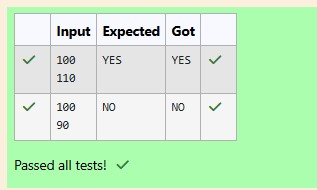 Input Expected Got
100 YES YES
110
100 NO NO
90
Passed all tests!